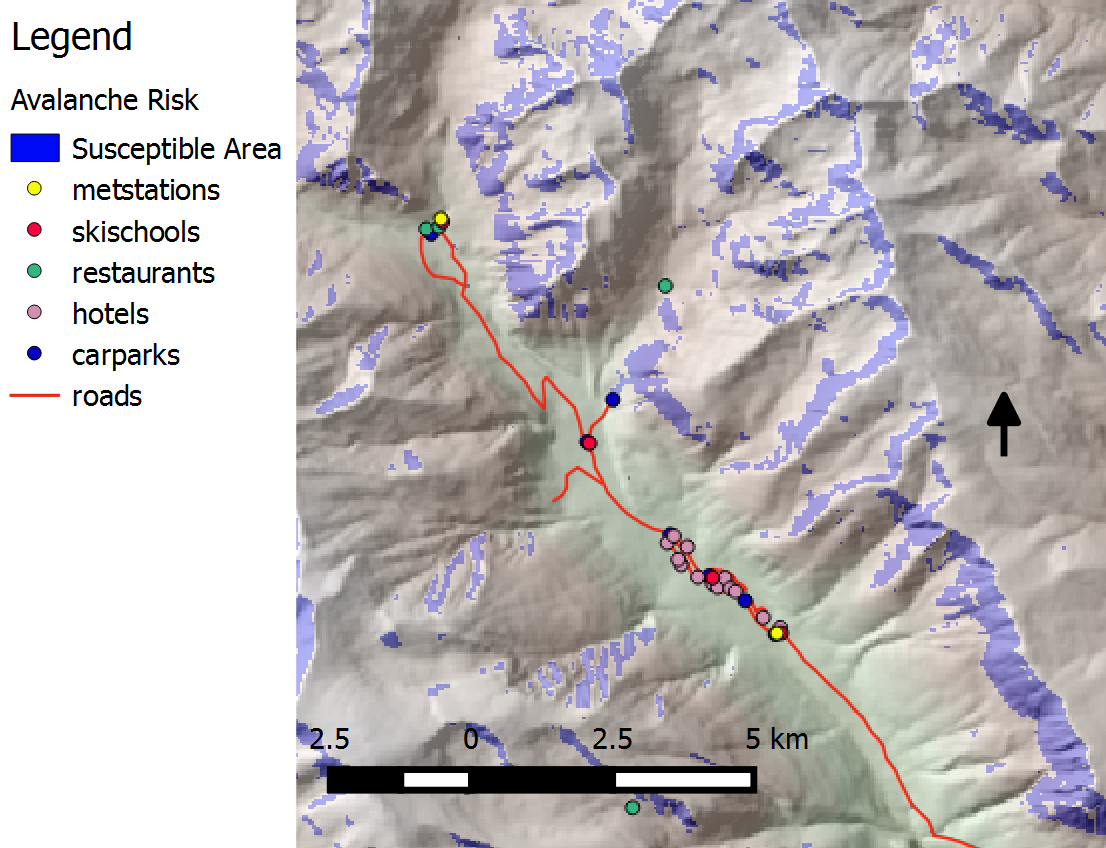 Legend
Avalanche Risk
Susceptible Area
metstations
skischools
restaurants
hotels
carparks
roads
2.5 0 2.5 5 km